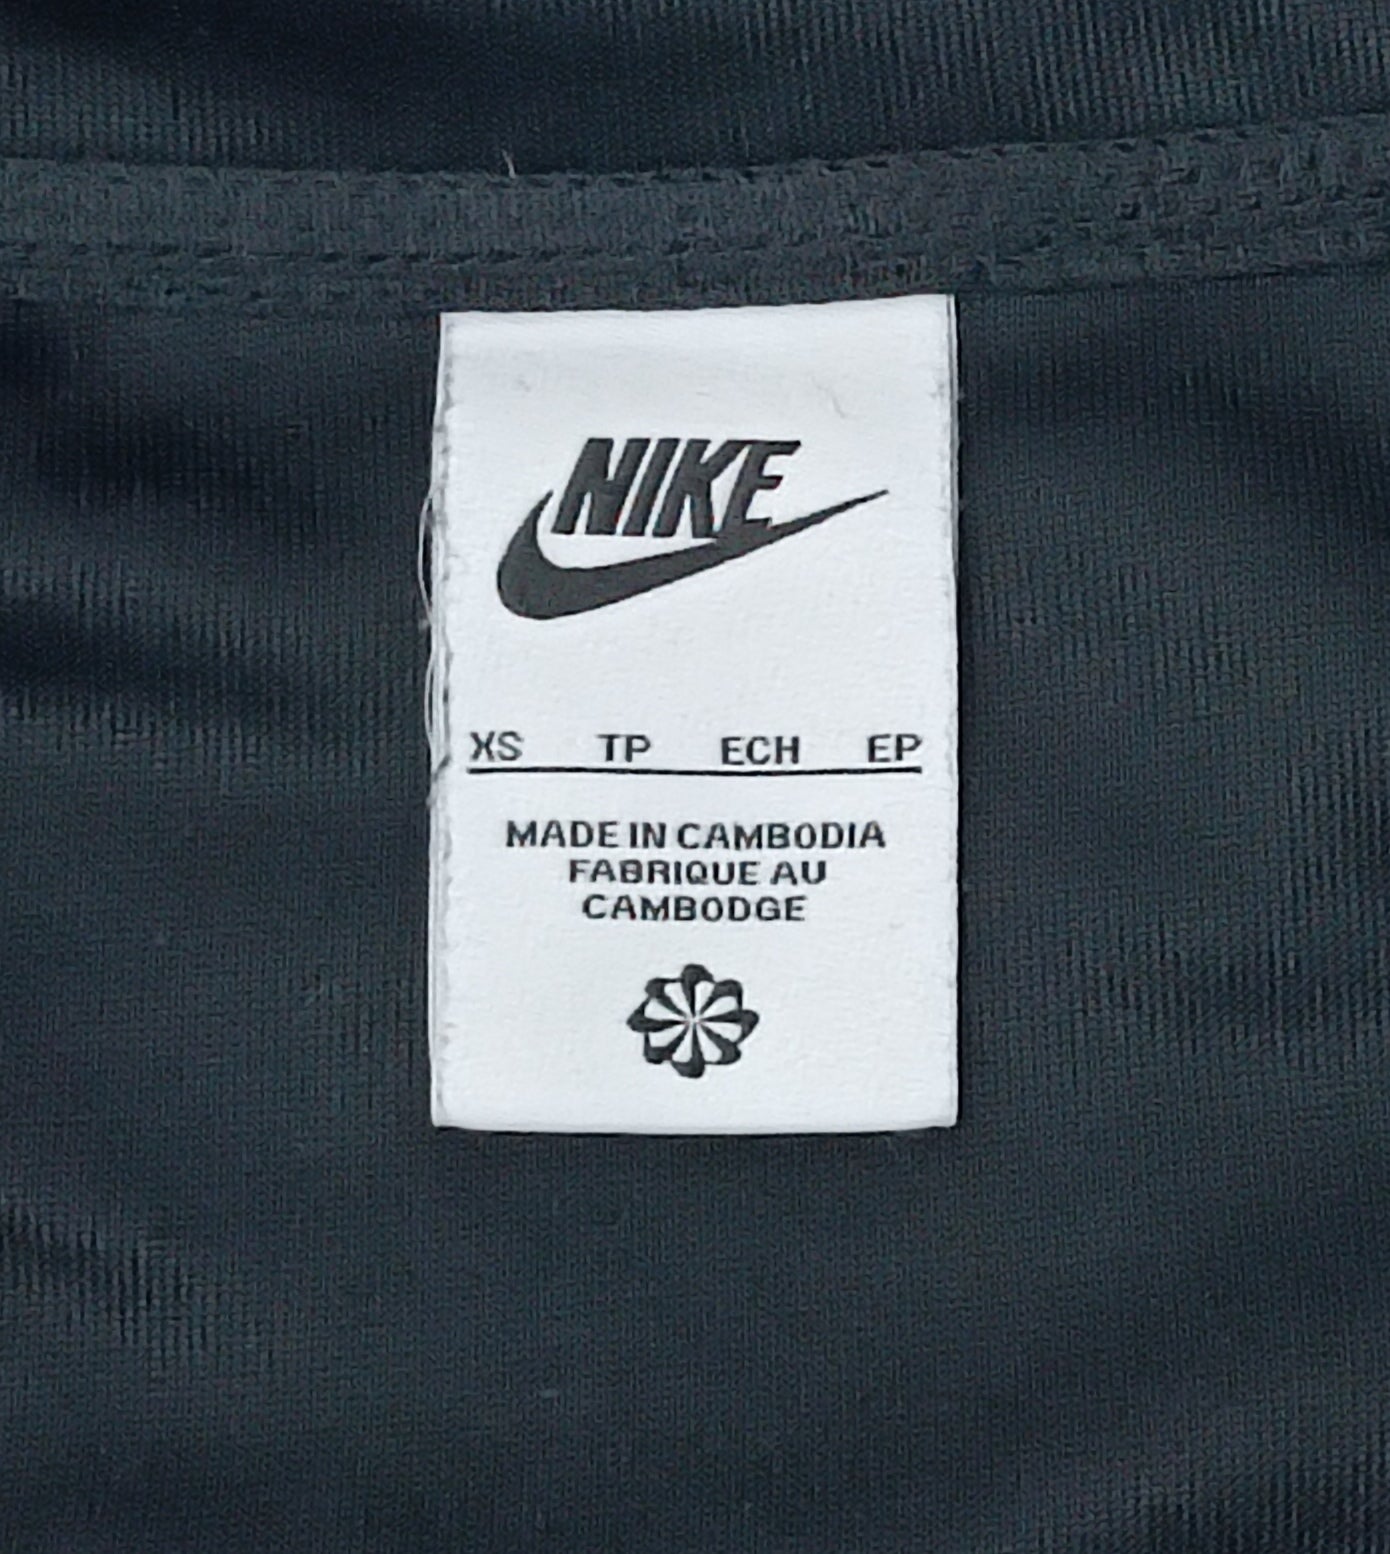 NIKE
XS TP ECH EP
MADE IN CAMBODIA
FABRIQUE AU
CAMBODGE